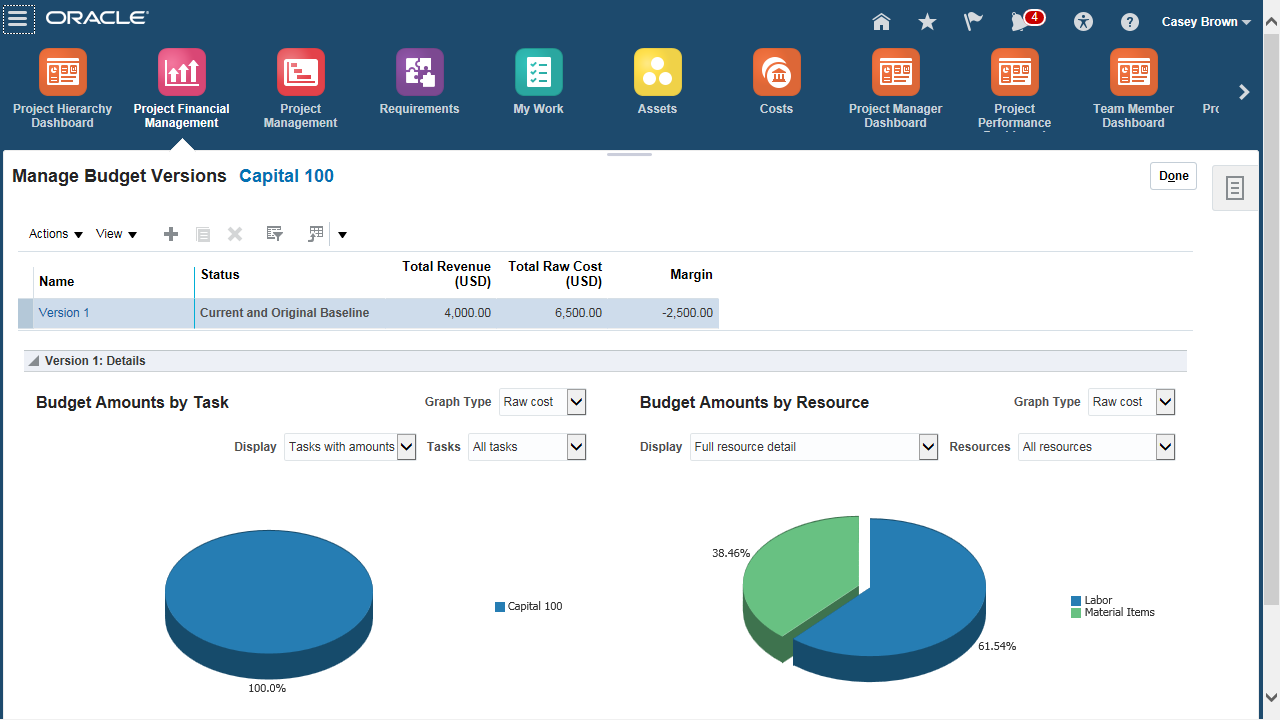 ORACLE
4
Casey Brown
Project Hierarchy
Dashboard
Project Financial
Management
Project
Management
Requirements
My Work
Assets
Costs
Project Manager
Dashboard
Project
Performance
Team Member
Dashboard
Pro
Manage Budget Versions Capital 100
Done
Actions View
Name
Status
Total Revenue
(USD)
Total Raw Cost
(USD)
Margin
Version 1 Current and Original Baseline 4,000.00 6,500.00 -2,500.00
Version 1: Details
Budget Amounts by Task
Graph Type Raw cost
Display Tasks with amounts Tasks All tasks
Capital 100
100.0%
Budget Amounts by Resource
Graph Type Raw cost
Display Full resource detail Resources All resources
38.46%
Labor
Material Items
61.54%